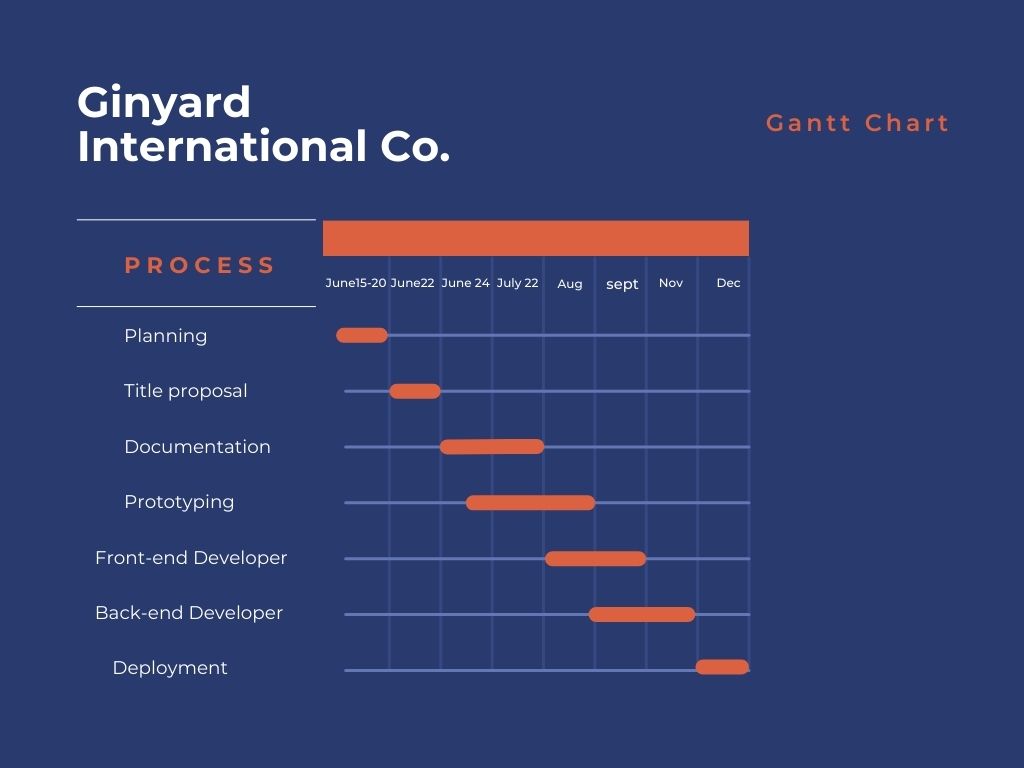 Ginyard
International Co.
Gantt Chart
PROCESS
June15-20 June22 June 24 July 22 Aug sept Nov Dec
Planning
Title proposal
Documentation
Prototyping
Front-end Developer
Back-end Developer
Deployment